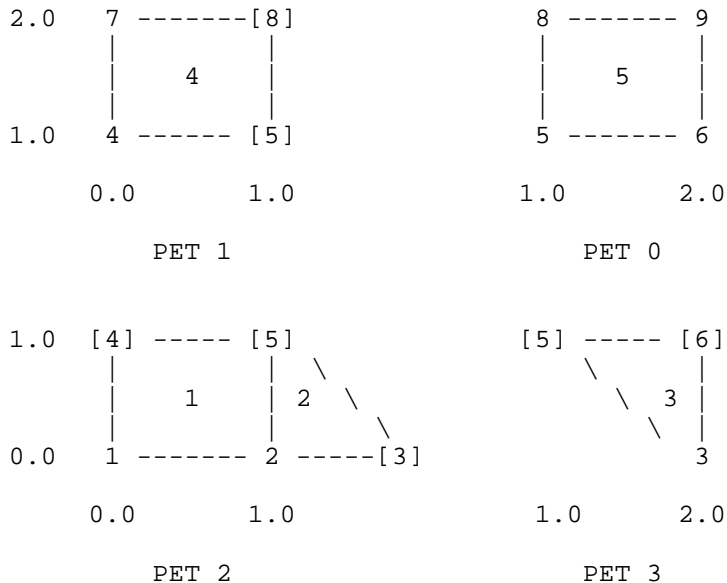 2.0 7 -------[8] 8 ------- 9
| | | |
| 4 | | 5 |
| | | |
1.0 4 ------ [5] 5 ------- 6
0.0 1.0 1.0 2.0
PET 1 PET 0
1.0 [4] ----- [5] [5] ----- [6]
| | \ \ |
| 1 | 2 \ \ 3 |
| | \ \ |
0.0 1 ------- 2 -----[3] 3
0.0 1.0 1.0 2.0
PET 2 PET 3